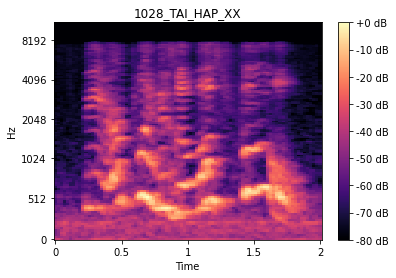 1028_TAI_HAP_XX
+0 dB
8192
-10 dB
4096
-20 dB
-30 dB
2048
Hz
-40 dB
1024
-50 dB
512
-60 dB
-70 dB
0
-80 dB
0
0.5
1
1.5
2
Time